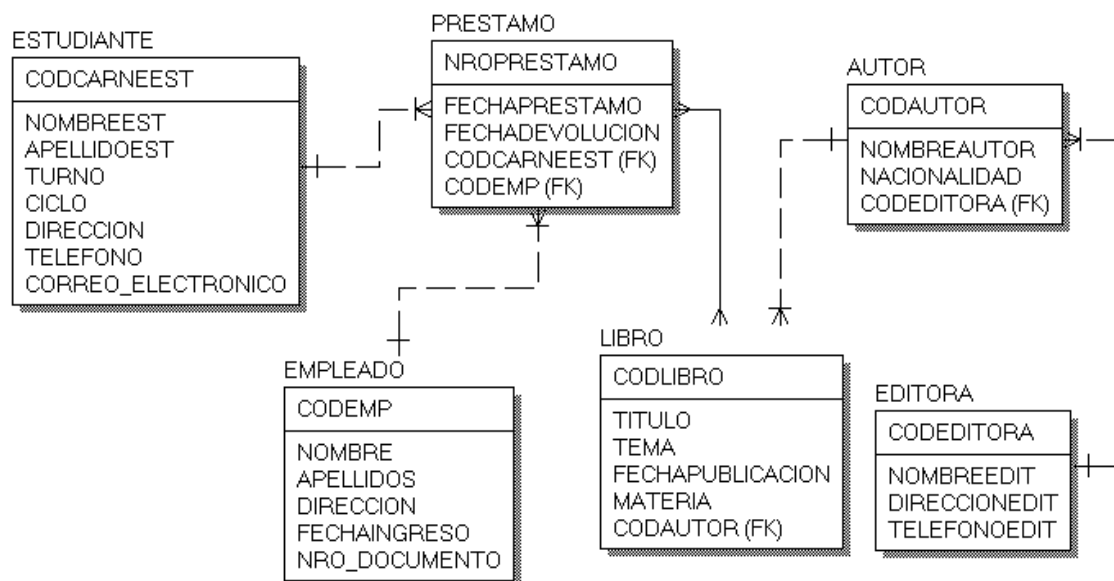 ESTUDIANTE
CODCARNEEST
NOMBREEST
APELLIDOEST
TURNO
CICLO
DIRECCION
TELEFONO
CORREO_ELECTRONICO
PRESTAMO
NROPRESTAMO
FECHAPRESTAMO
FECHADEVOLUCION
CODCARNEEST (FK)
CODEMP (FK)
AUTOR
CODAUTOR
NOMBREAUTOR
NACIONALIDAD
CODEDITORA (FK)
EMPLEADO
CODEMP
NOMBRE
APELLIDOS
DIRECCION
FECHAINGRESO
NRO_DOCUMENTO
LIBRO
CODLIBRO
TITULO
TEMA
FECHAPUBLICACION
MATERIA
CODAUTOR (FK)
EDITORA
CODEDITORA
NOMBREEDIT
DIRECCIONEDIT
TELEFONOEDIT